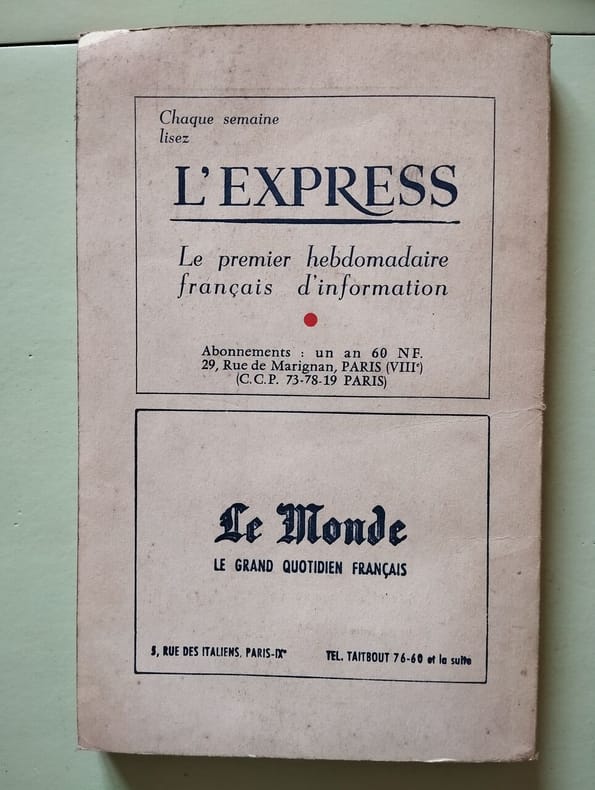 Chaque semaine
lisez
L'EXPRESS
Le premier hebdomadaire
français d'information
Abonnements : un an 60 NF.
29, Rue de Marignan, PARIS (VIIIe)
(C.C.P. 73-78-19 PARIS)
Le Monde
LE GRAND QUOTIDIEN FRANÇAIS
5, RUE DES ITALIENS, PARIS-IXe
TEL. TAITBOUT 76-60 et la suite